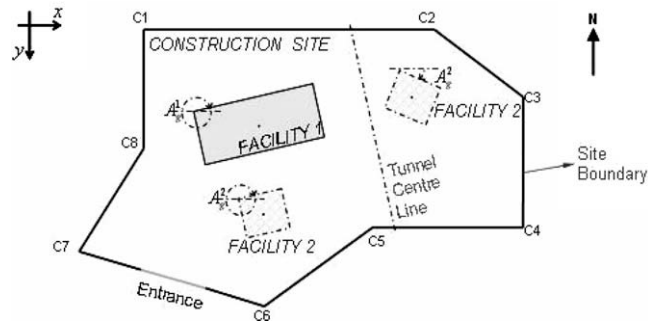 x
y
C1
C2
N
CONSTRUCTION SITE
FACILITY 1
FACILITY 2
C3
C8
Site
Boundary
Tunnel
Centre
Line
FACILITY 2
C5
C4
C7
Entrance
C6